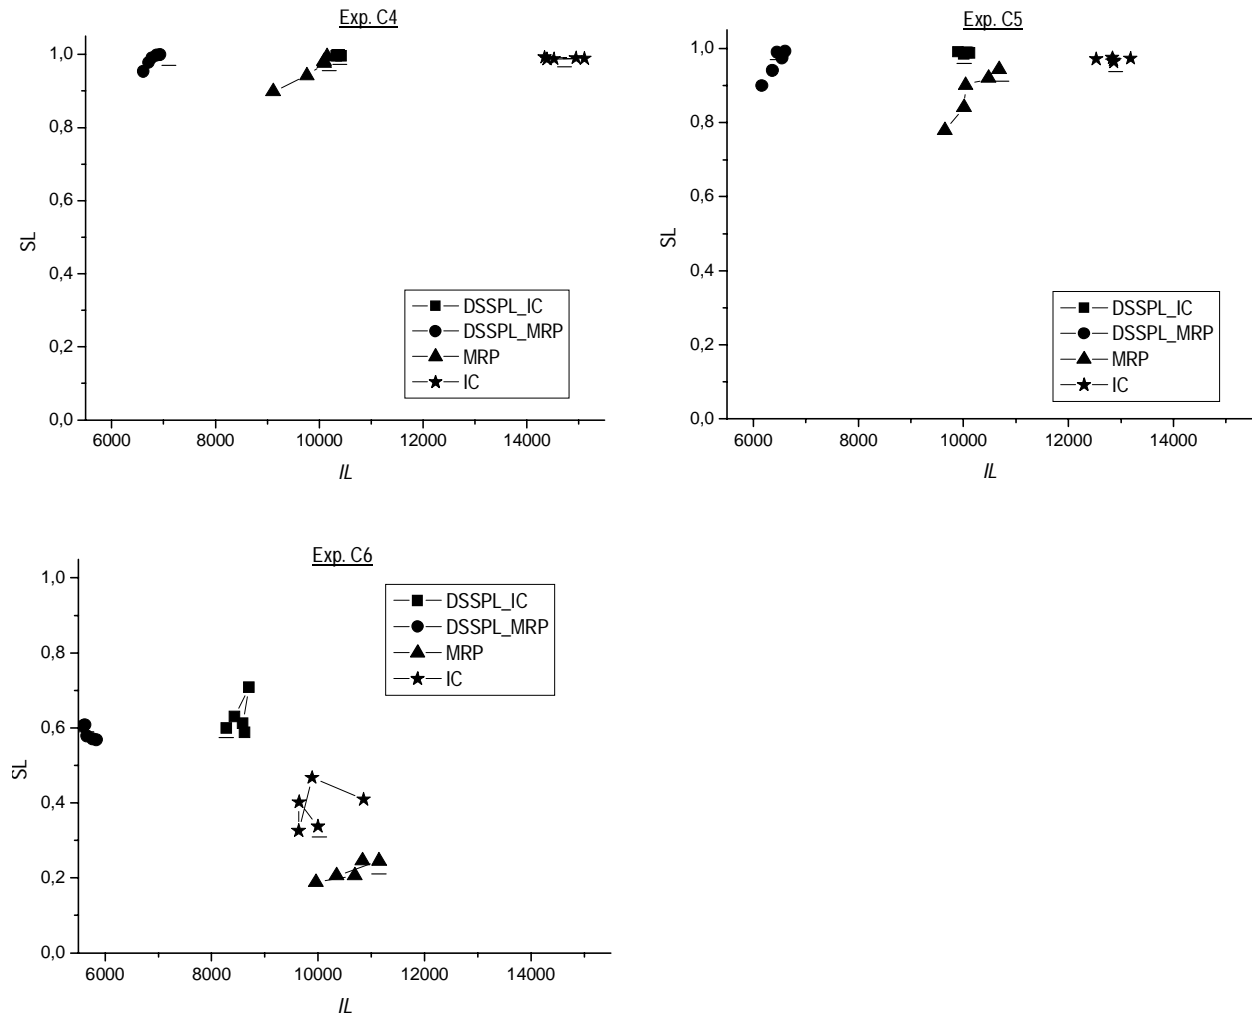 Exp. C4
1,0
0,8
0,6
0,4
0,2
0,0
SL
6000 8000 10000 12000 14000
IL
DSSPL_IC
DSSPL_MRP
MRP
IC
Exp. C5
1,0
0,8
0,6
0,4
0,2
0,0
SL
6000 8000 10000 12000 14000
IL
DSSPL_IC
DSSPL_MRP
MRP
IC
Exp. C6
1,0
0,8
0,6
0,4
0,2
0,0
SL
6000 8000 10000 12000 14000
IL
DSSPL_IC
DSSPL_MRP
MRP
IC